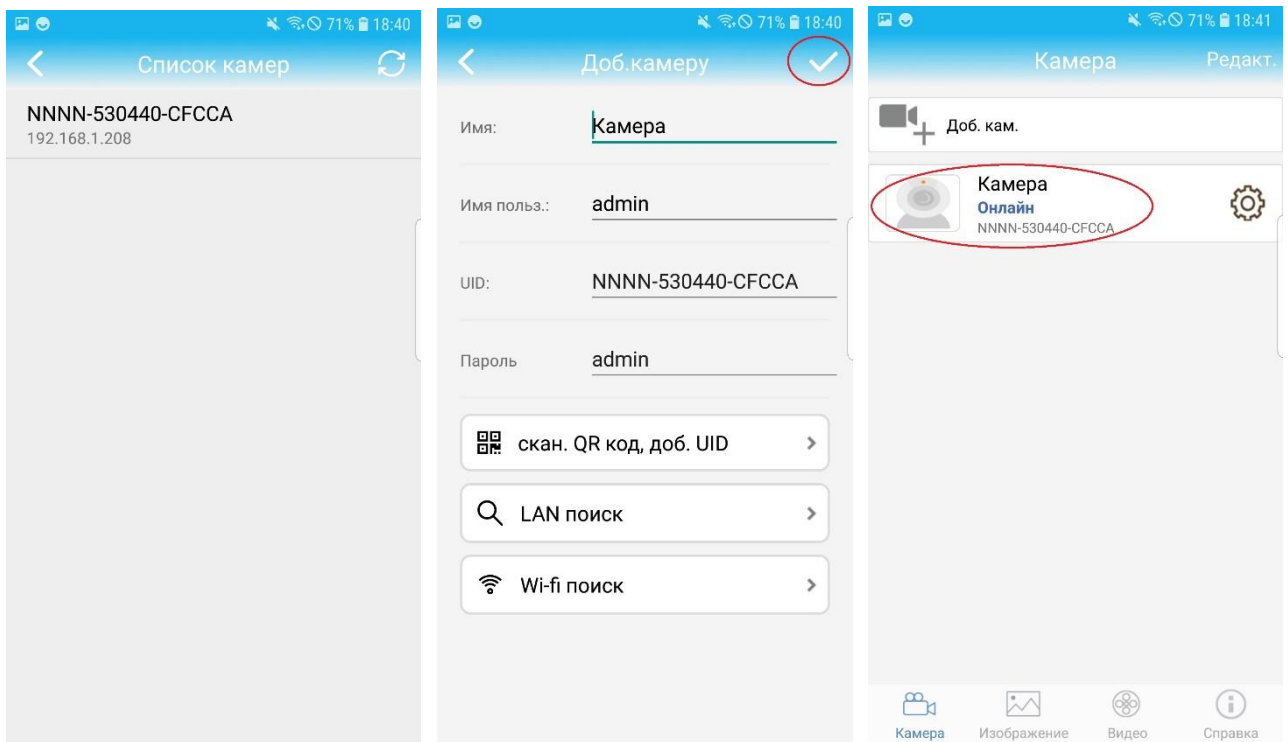 71% 18:40
Список камер
NNNN-530440-CFCCA
192.168.1.208
71% 18:40
Доб.камеру
Имя: Камера
Имя польз.: admin
UID: NNNN-530440-CFCCA
Пароль admin
скан. QR код, доб. UID
LAN поиск
Wi-fi поиск
71% 18:41
Камера Редакт.
Доб. кам.
Камера
Онлайн
NNNN-530440-CFCCA
Камера Изображение Видео Справка